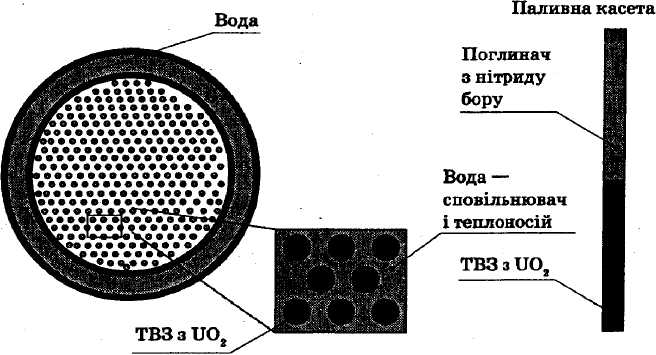 Вода
Паливна касета
Поглинач
з нітриду
бору
Вода —
сповільнювач
і теплоносій
ТВЗ з UO₂
ТВЗ з UO₂